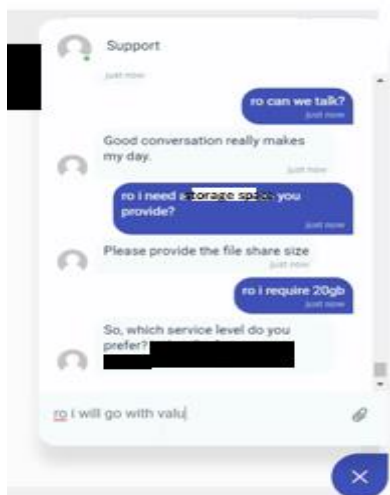 Support
just now
ro can we talk?
just now
Good conversation really makes
my day.
just now
ro i need storage space you
provide?
just now
Please provide the file share size
just now
ro i require 20gb
just now
So, which service level do you
prefer?
ro i will go with valu